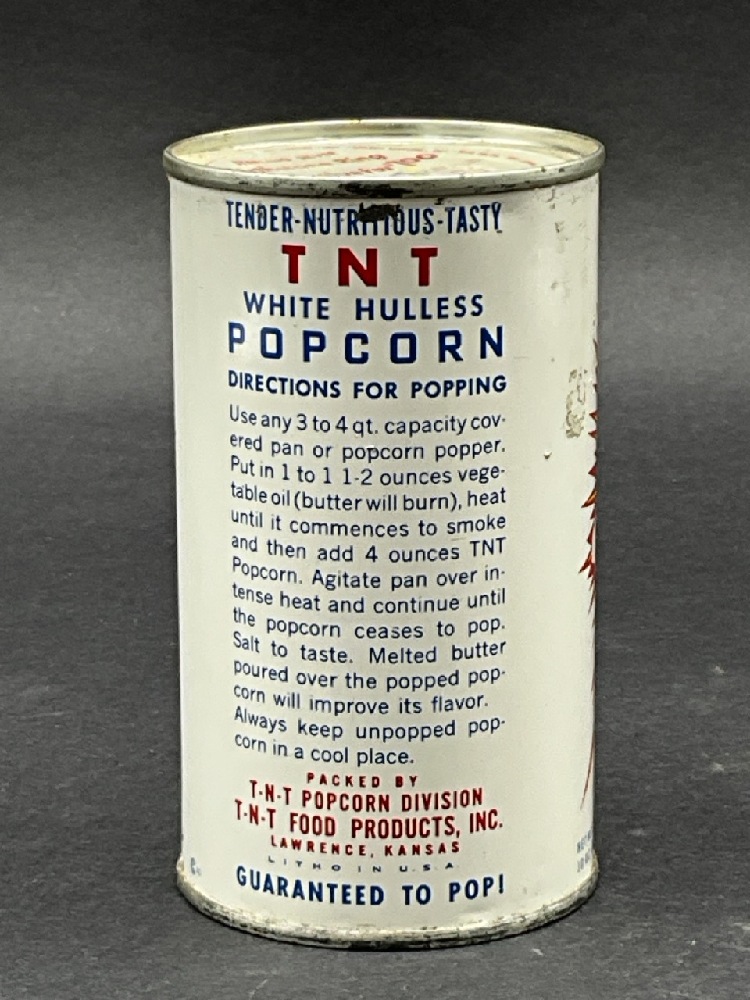 TENDER-NUTRITIOUS-TASTY
TNT
WHITE HULLESS
POPCORN
DIRECTIONS FOR POPPING
Use any 3 to 4 qt. capacity cov-
ered pan or popcorn popper.
Put in 1 to 1 1-2 ounces vege-
table oil (butter will burn), heat
until it commences to smoke
and then add 4 ounces TNT
Popcorn. Agitate pan over in-
tense heat and continue until
the popcorn ceases to pop.
Salt to taste. Melted butter
poured over the popped pop-
corn will improve its flavor.
Always keep unpopped pop-
corn in a cool place.
PACKED BY
T-N-T POPCORN DIVISION
T-N-T FOOD PRODUCTS, INC.
LAWRENCE, KANSAS
LITHO IN U.S.A.
GUARANTEED TO POP!